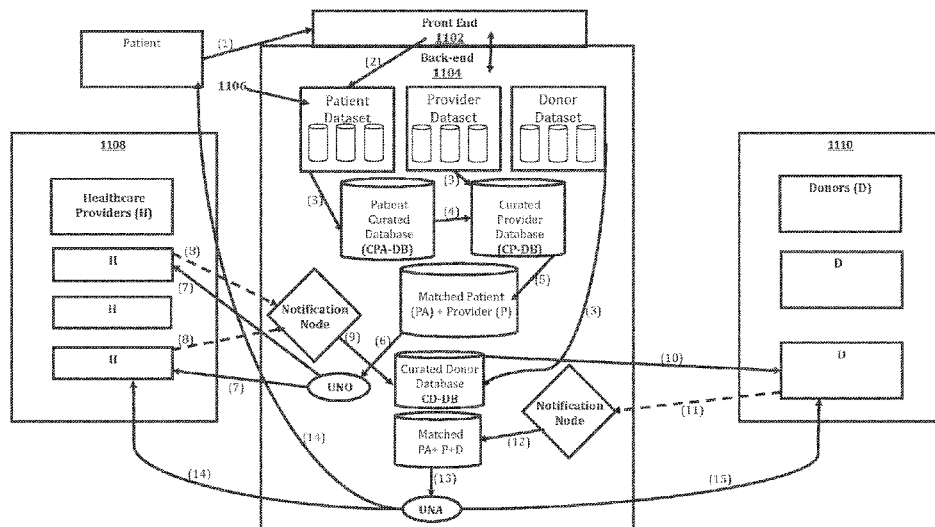 Front End
1102
Patient
(1)
(2)
Back-end
1104
1106
Patient
Dataset
Provider
Dataset
Donor
Dataset
1108
1110
Healthcare
Providers (H)
Donors (D)
(3)
(3)
Patient
Curated
Database
(CPA-DB)
(4)
Curated
Provider
Database
(CP-DB)
H
(8)
D
(7)
(5)
Matched Patient
(PA) + Provider (P)
(3)
Notification
Node
H
(9)
(6)
(8)
H
(10)
D
Curated Donor
Database
CD-DB
UNO
(7)
Notification
Node
(11)
Matched
PA+ P+D
(12)
(14)
(13)
(14)
(15)
UNA